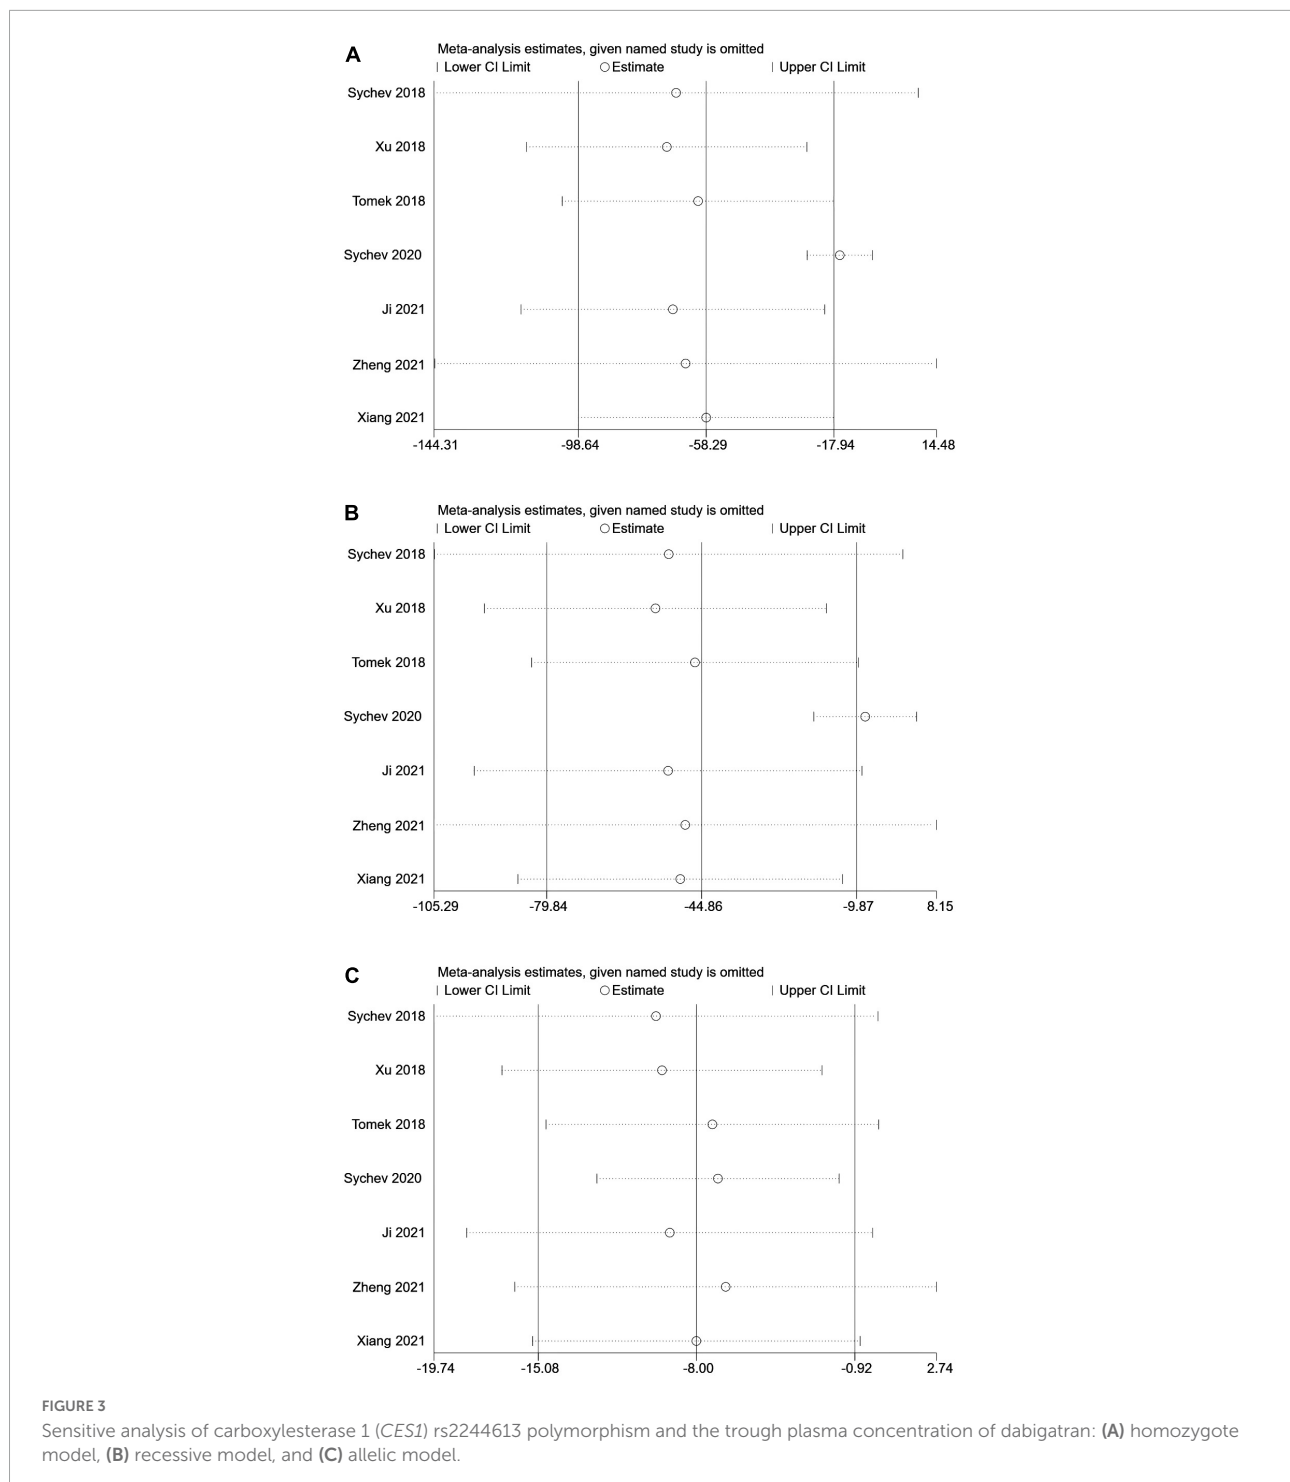 A
Meta-analysis estimates, given named study is omitted
| Lower CI Limit ○ Estimate | Upper CI Limit
Sychev 2018
Xu 2018
Tomek 2018
Sychev 2020
Ji 2021
Zheng 2021
Xiang 2021
-144.31 -98.64 -58.29 -17.94 14.48
B
Meta-analysis estimates, given named study is omitted
| Lower CI Limit ○ Estimate | Upper CI Limit
Sychev 2018
Xu 2018
Tomek 2018
Sychev 2020
Ji 2021
Zheng 2021
Xiang 2021
-105.29 -79.84 -44.86 -9.87 8.15
C
Meta-analysis estimates, given named study is omitted
| Lower CI Limit ○ Estimate | Upper CI Limit
Sychev 2018
Xu 2018
Tomek 2018
Sychev 2020
Ji 2021
Zheng 2021
Xiang 2021
-19.74 -15.08 -8.00 -0.92 2.74
FIGURE 3
Sensitive analysis of carboxylesterase 1 (CES1) rs2244613 polymorphism and the trough plasma concentration of dabigatran: (A) homozygote
model, (B) recessive model, and (C) allelic model.